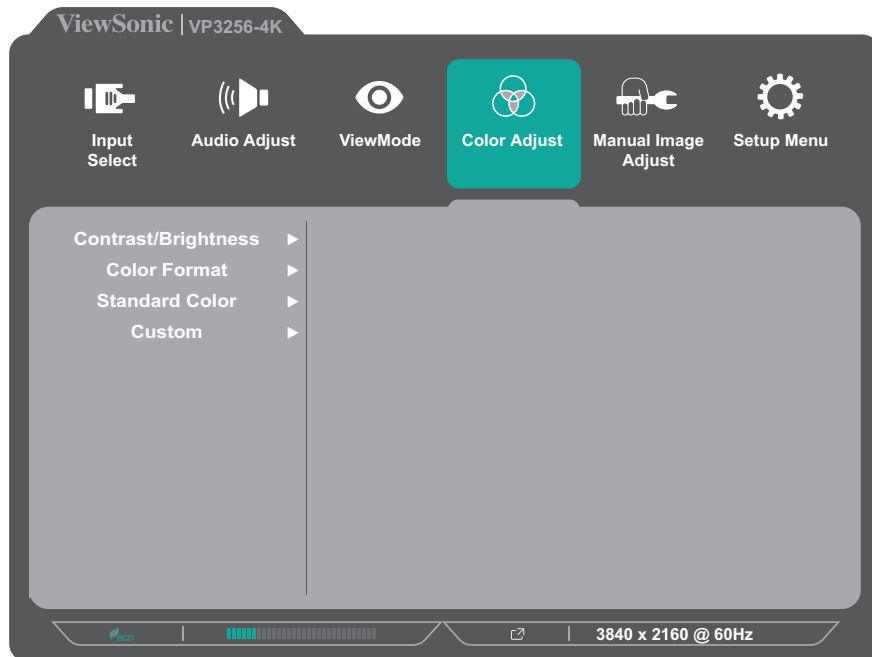 ViewSonic | VP3256-4K
Input
Select
Audio Adjust
ViewMode
Color Adjust
Manual Image
Adjust
Setup Menu
Contrast/Brightness
Color Format
Standard Color
Custom
eco
3840 x 2160 @ 60Hz